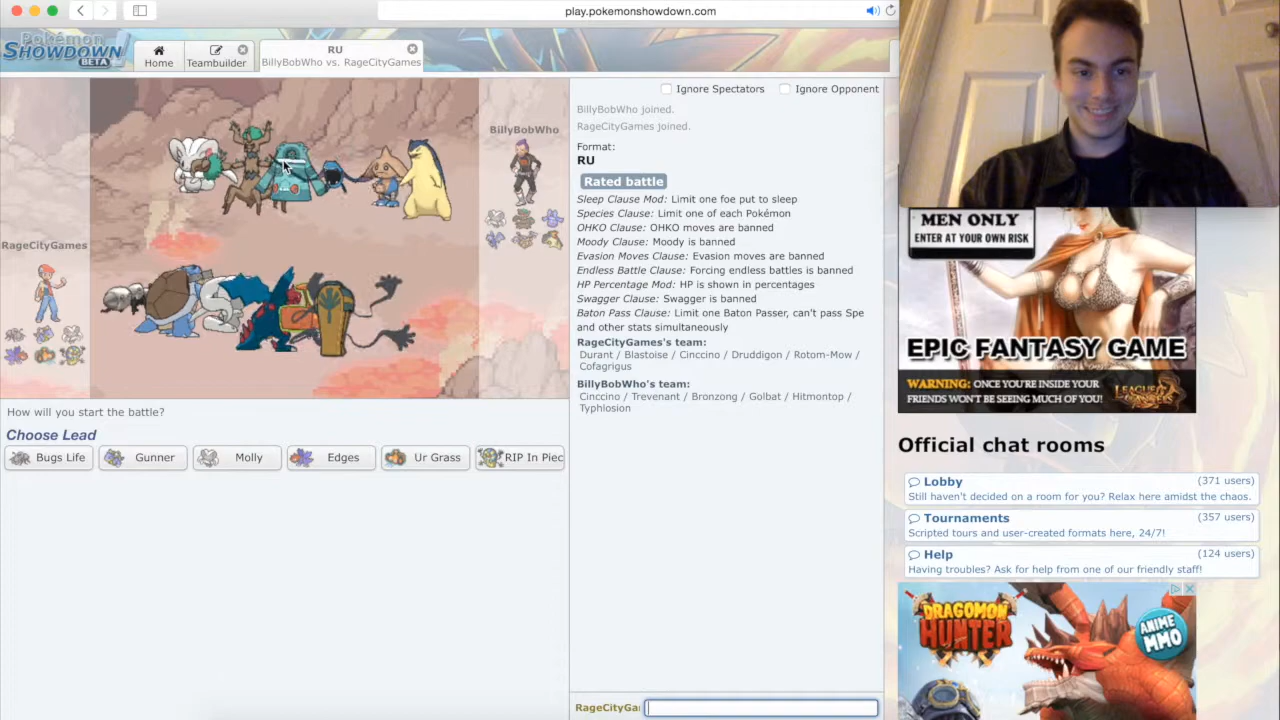 play.pokemonshowdown.com
Pokémon
SHOWDOWN
BETA
Home
Teambuilder
RU
BillyBobWho vs. RageCityGames
Ignore Spectators
Ignore Opponent
BillyBobWho
RageCityGames
BillyBobWho joined.
RageCityGames joined.
Format:
RU
Rated battle
Sleep Clause Mod: Limit one foe put to sleep
Species Clause: Limit one of each Pokémon
OHKO Clause: OHKO moves are banned
Moody Clause: Moody is banned
Evasion Moves Clause: Evasion moves are banned
Endless Battle Clause: Forcing endless battles is banned
HP Percentage Mod: HP is shown in percentages
Swagger Clause: Swagger is banned
Baton Pass Clause: Limit one Baton Passer, can't pass Spe
and other stats simultaneously
RageCityGames's team:
Durant / Blastoise / Cinccino / Druddigon / Rotom-Mow /
Cofagrigus
BillyBobWho's team:
Cinccino / Trevenant / Bronzong / Golbat / Hitmontop /
Typhlosion
How will you start the battle?
Choose Lead
Bugs Life
Gunner
Molly
Edges
Ur Grass
RIP In Piec
RageCityGa
MEN ONLY
ENTER AT YOUR OWN RISK
EPIC FANTASY GAME
WARNING: ONCE YOU'RE INSIDE YOUR
FRIENDS WON'T BE SEEING MUCH OF YOU!
LEAGUE OF
ANGELS
Official chat rooms
Lobby
(371 users)
Still haven't decided on a room for you? Relax here amidst the chaos.
Tournaments
(357 users)
Scripted tours and user-created formats here, 24/7!
Help
(124 users)
Having troubles? Ask for help from one of our friendly staff!
DRAGOMON
HUNTER
ANIME
MMO